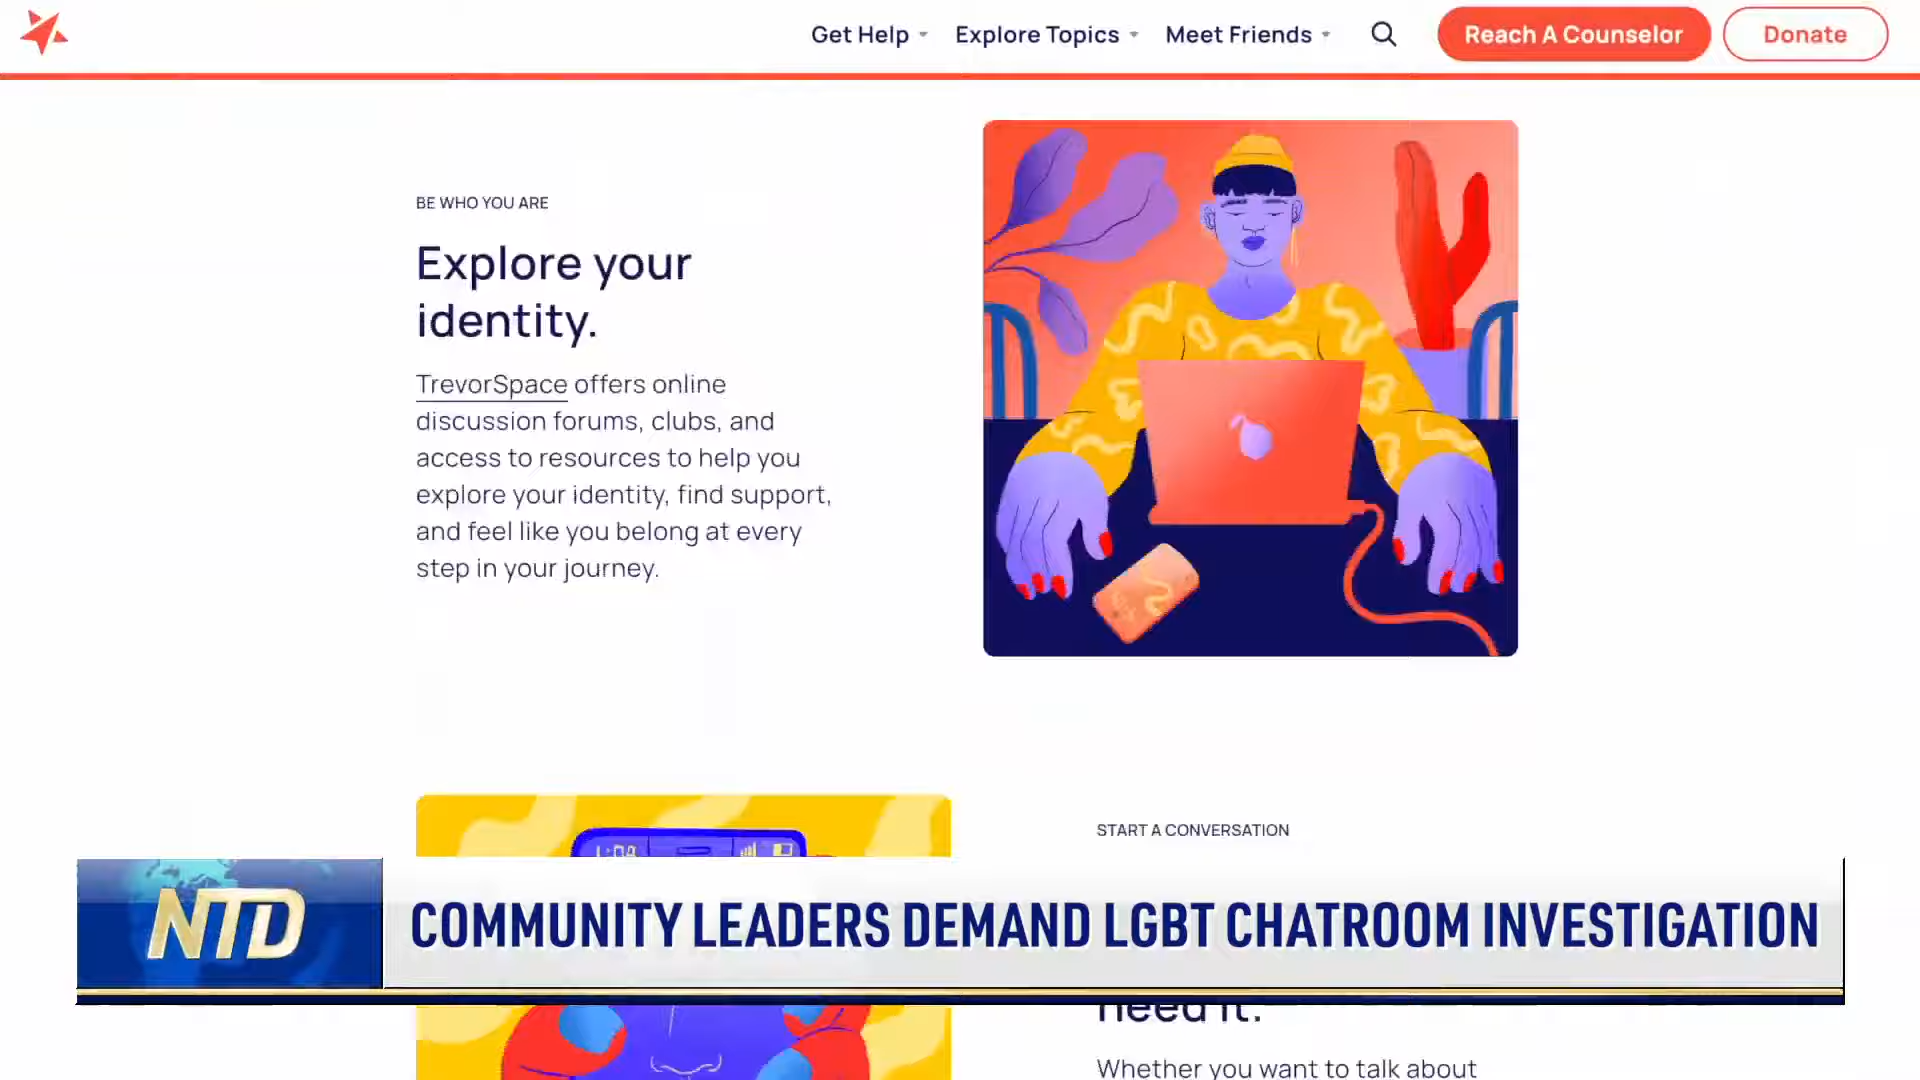 Get Help
Explore Topics
Meet Friends
Reach A Counselor
Donate
BE WHO YOU ARE
Explore your
identity.
TrevorSpace offers online
discussion forums, clubs, and
access to resources to help you
explore your identity, find support,
and feel like you belong at every
step in your journey.
START A CONVERSATION
NTD
COMMUNITY LEADERS DEMAND LGBT CHATROOM INVESTIGATION
need it.
Whether you want to talk about